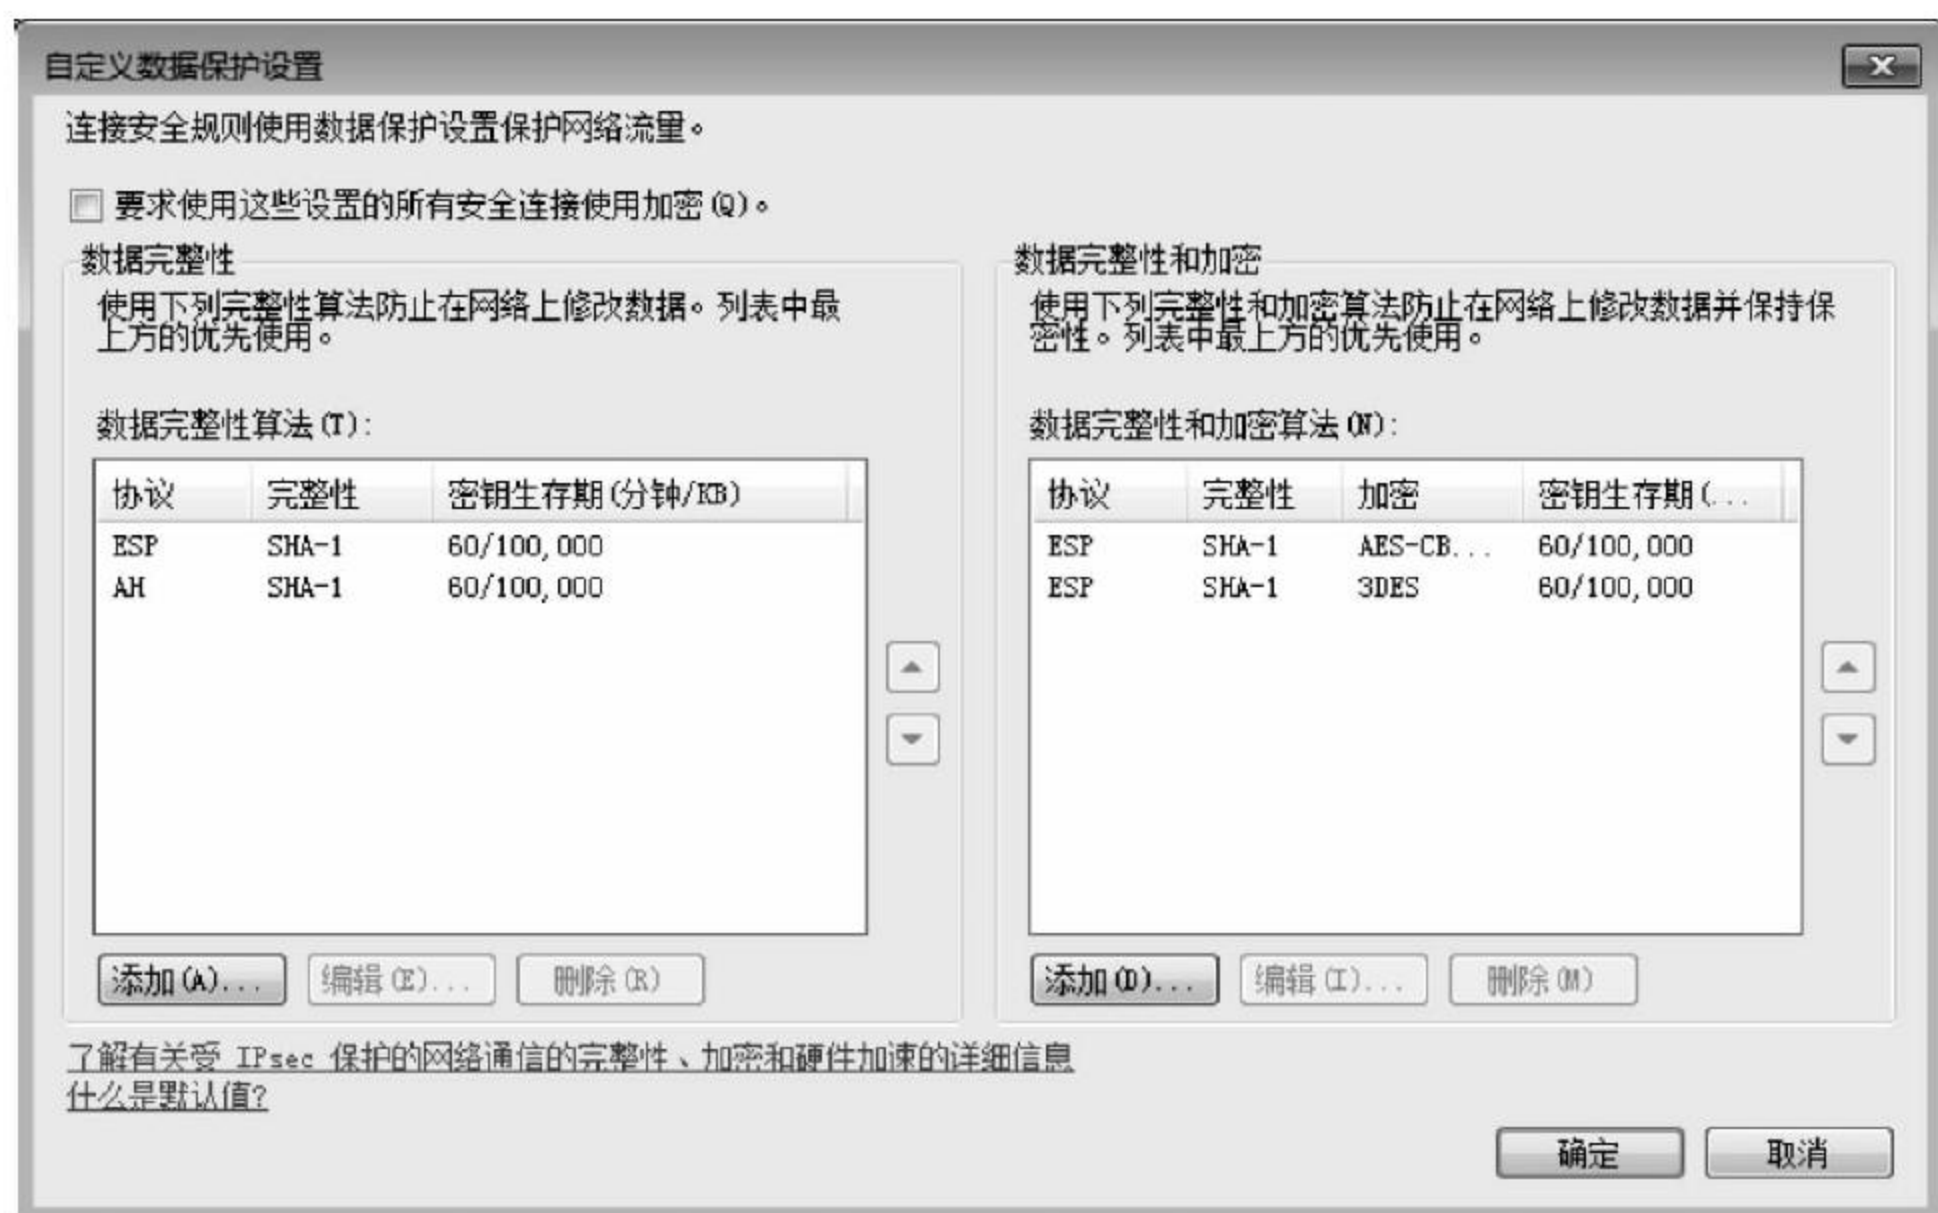 自定义数据保护设置
连接安全规则使用数据保护设置保护网络流量。
要求使用这些设置的所有安全连接使用加密(Q)。
数据完整性
使用下列完整性算法防止在网络上修改数据。列表中最
上方的优先使用。
数据完整性算法(T):
协议 完整性 密钥生存期(分钟/KB)
ESP SHA-1 60/100,000
AH SHA-1 60/100,000
添加(A)... 编辑(E)... 删除(R)
数据完整性和加密
使用下列完整性和加密算法防止在网络上修改数据并保持保
密性。列表中最上方的优先使用。
数据完整性和加密算法(N):
协议 完整性 加密 密钥生存期(...
ESP SHA-1 AES-CB... 60/100,000
ESP SHA-1 3DES 60/100,000
添加(D)... 编辑(I)... 删除(M)
了解有关受 IPsec 保护的网络通信的完整性、加密和硬件加速的详细信息
什么是默认值?
确定 取消